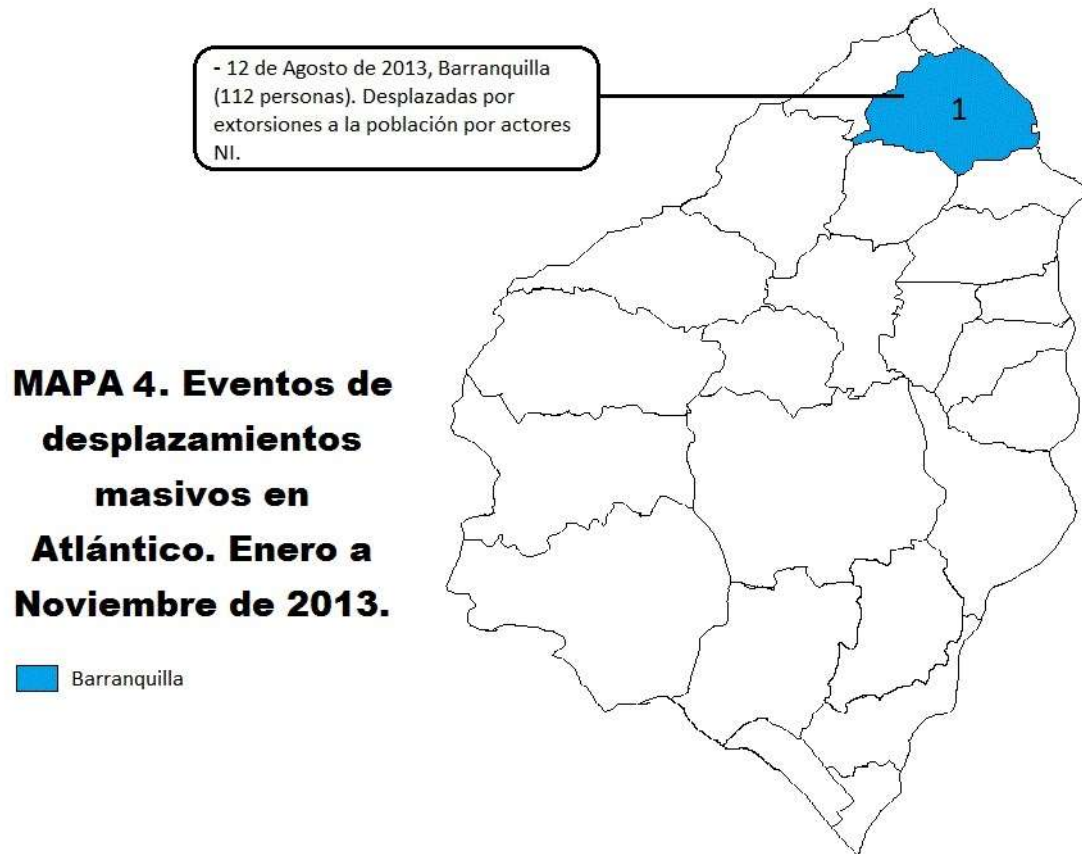 - 12 de Agosto de 2013, Barranquilla
(112 personas). Desplazadas por
extorsiones a la población por actores
NI.
1
MAPA 4. Eventos de
desplazamientos
masivos en
Atlántico. Enero a
Noviembre de 2013.
Barranquilla